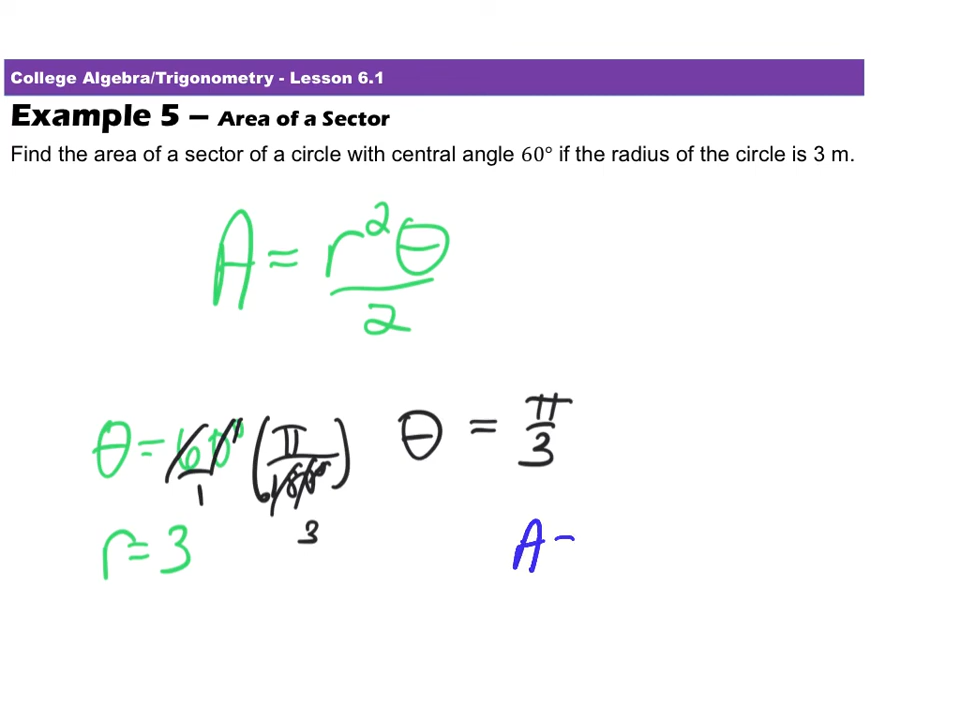 College Algebra/Trigonometry - Lesson 6.1
Example 5 – Area of a Sector
Find the area of a sector of a circle with central angle 60° if the radius of the circle is 3 m.
A = r²θ / 2
θ = 60° / 1 (π / 180°) θ = π / 3
3
r = 3
A =